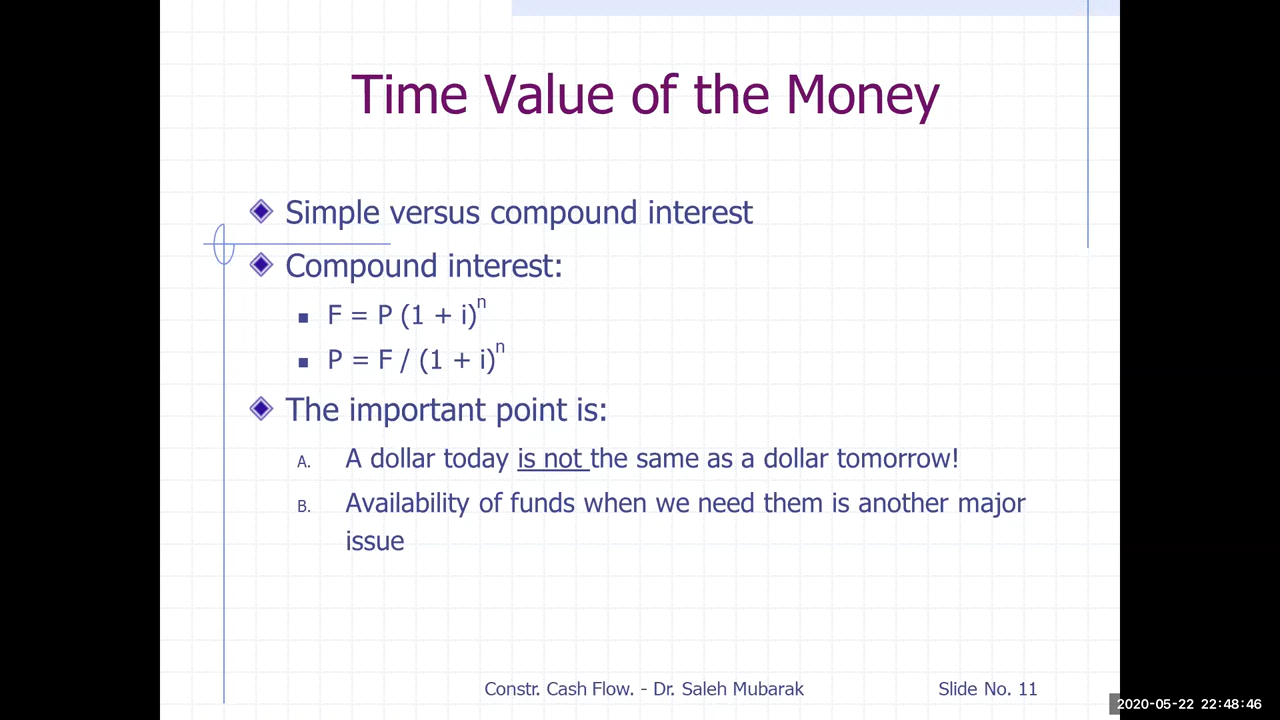 Time Value of the Money
Simple versus compound interest
Compound interest:
F = P (1 + i)^n
P = F / (1 + i)^n
The important point is:
A. A dollar today is not the same as a dollar tomorrow!
B. Availability of funds when we need them is another major
issue
Constr. Cash Flow. - Dr. Saleh Mubarak
Slide No. 11
2020-05-22 22:48:46